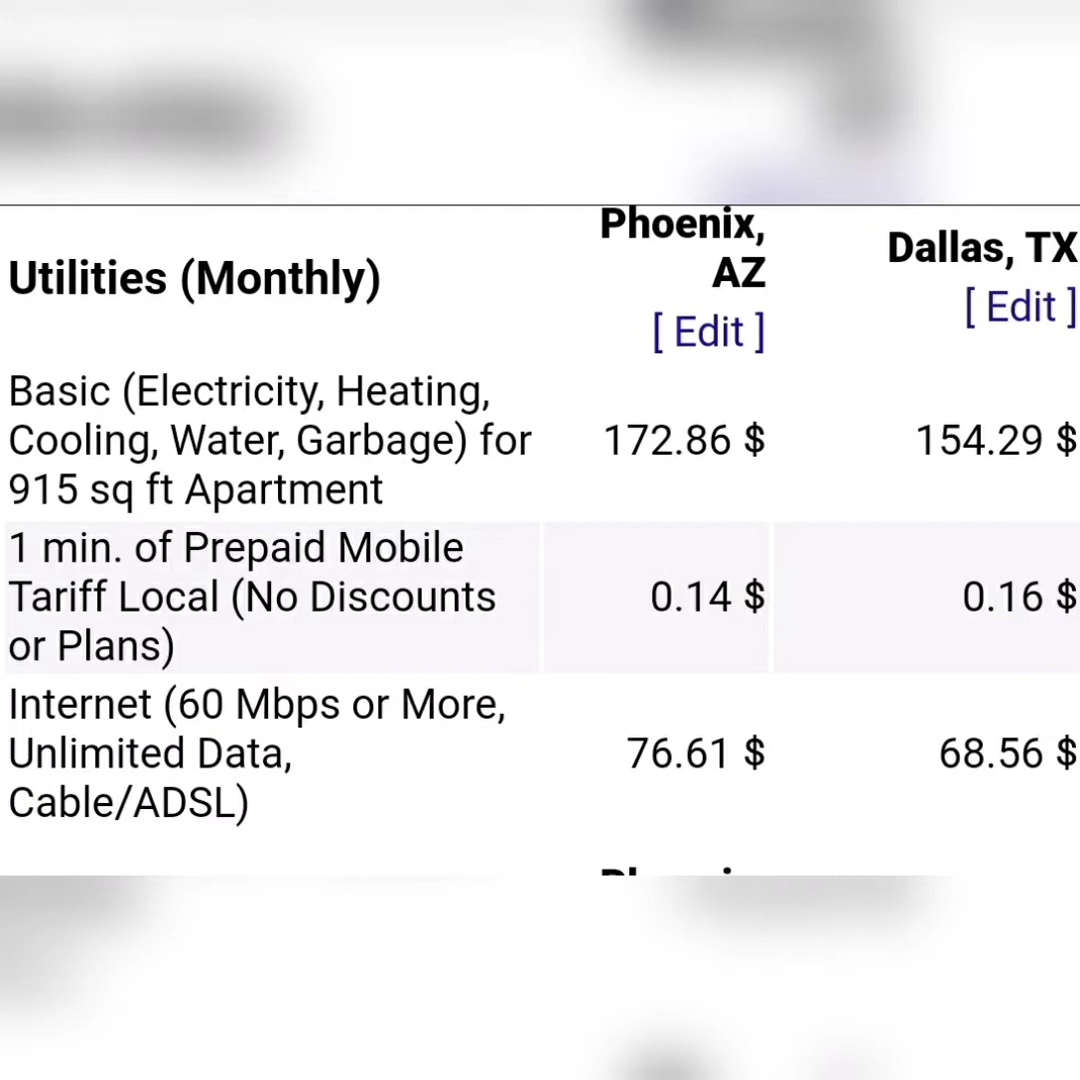 Utilities (Monthly)
Phoenix,
AZ
[ Edit ]
Dallas, TX
[ Edit ]
Basic (Electricity, Heating,
Cooling, Water, Garbage) for
915 sq ft Apartment
172.86 $
154.29 $
1 min. of Prepaid Mobile
Tariff Local (No Discounts
or Plans)
0.14 $
0.16 $
Internet (60 Mbps or More,
Unlimited Data,
Cable/ADSL)
76.61 $
68.56 $